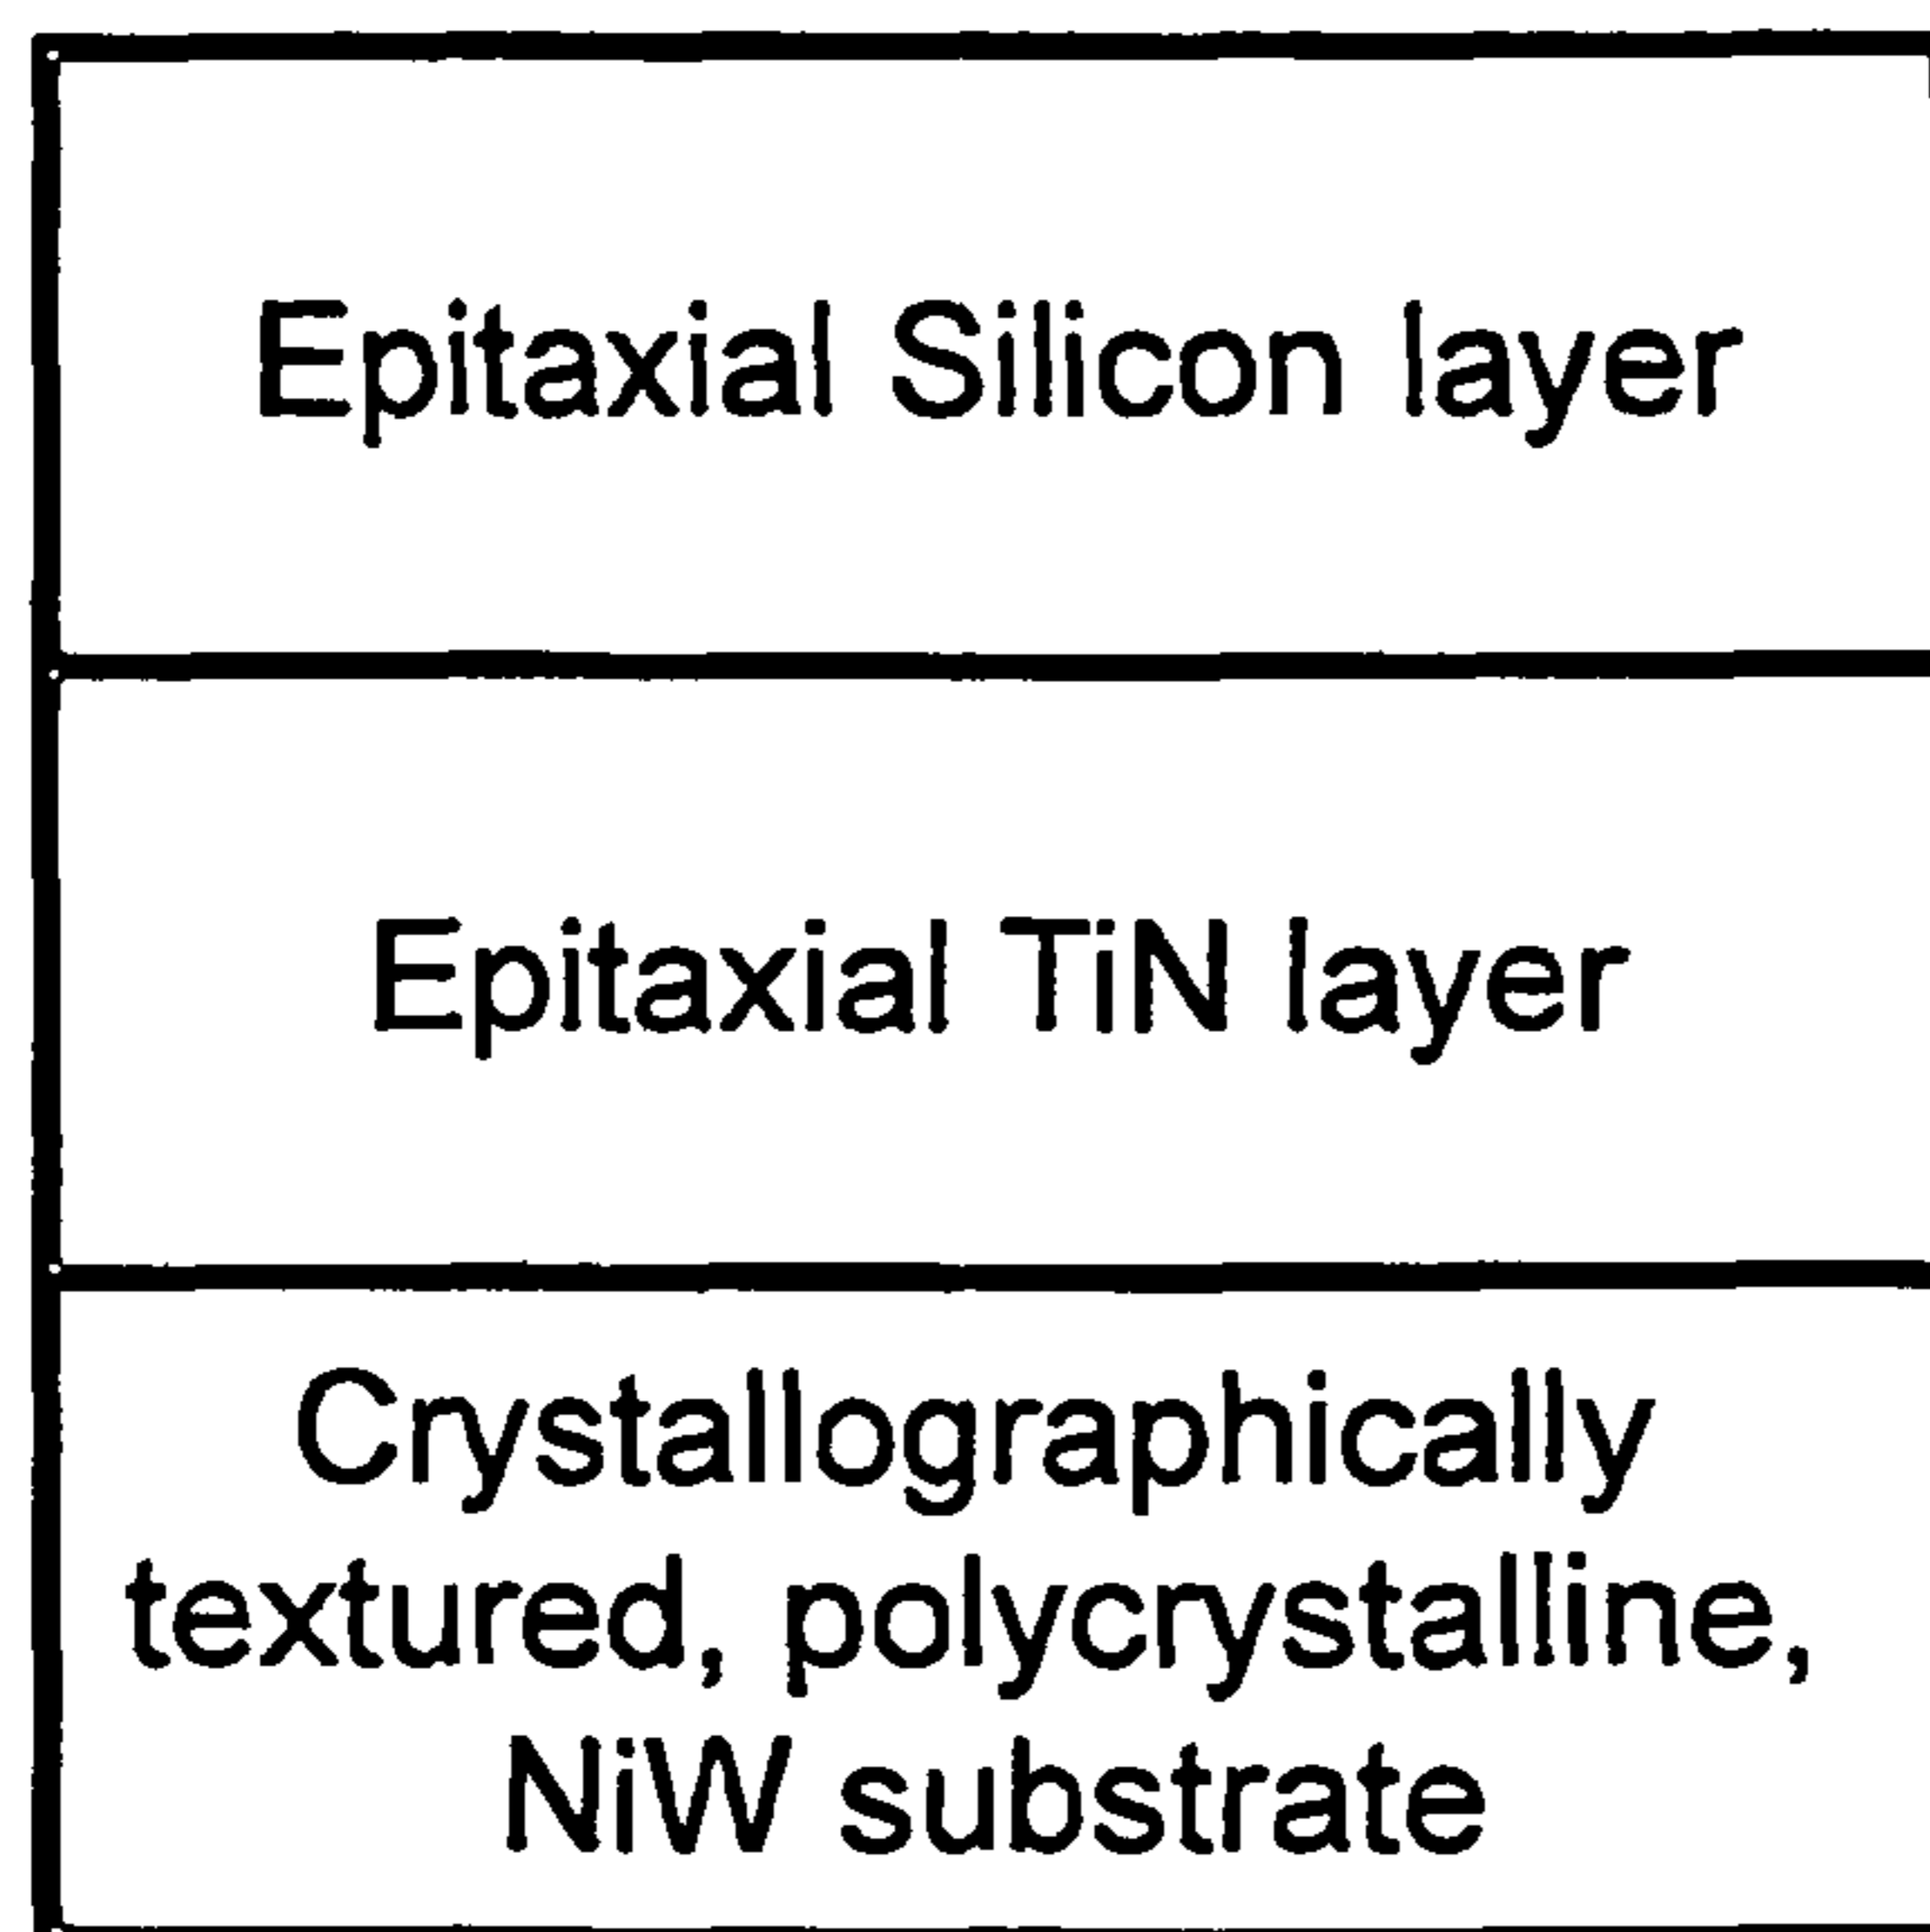 Epitaxial Silicon layer
Epitaxial TiN layer
Crystallographically
textured, polycrystalline,
NiW substrate